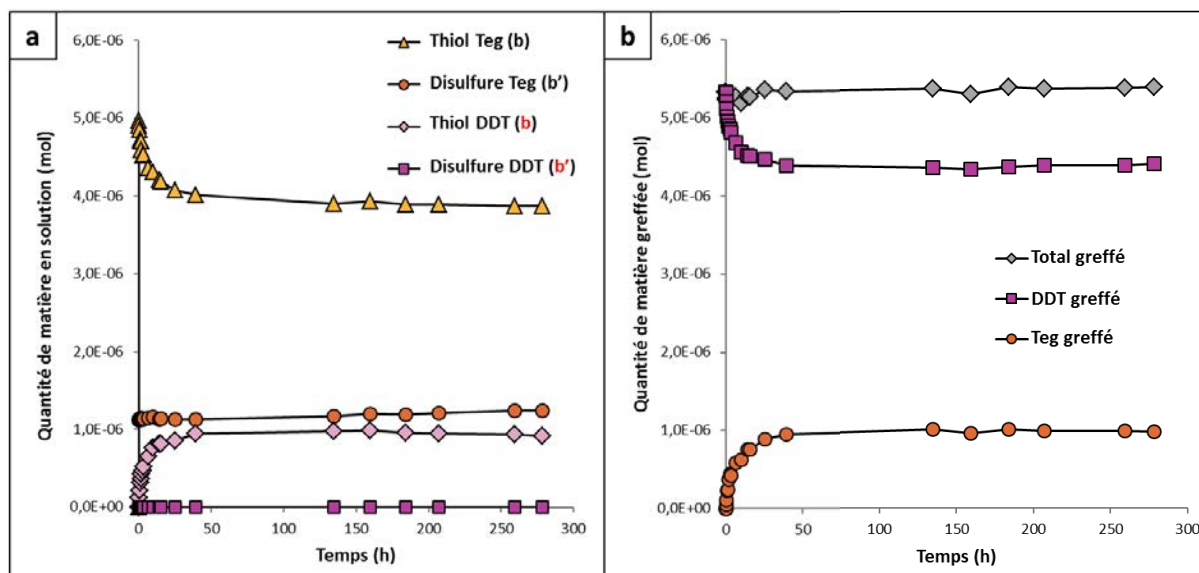 a
Thiol Teg (b)
Disulfure Teg (b’)
Thiol DDT (b)
Disulfure DDT (b’)
Quantité de matière en solution (mol)
6,0E-06
5,0E-06
4,0E-06
3,0E-06
2,0E-06
1,0E-06
0,0E+00
0
50
100
150
200
250
300
Temps (h)
b
Total greffé
DDT greffé
Teg greffé
Quantité de matière greffée (mol)
6,0E-06
5,0E-06
4,0E-06
3,0E-06
2,0E-06
1,0E-06
0,0E+00
0
50
100
150
200
250
300
Temps (h)